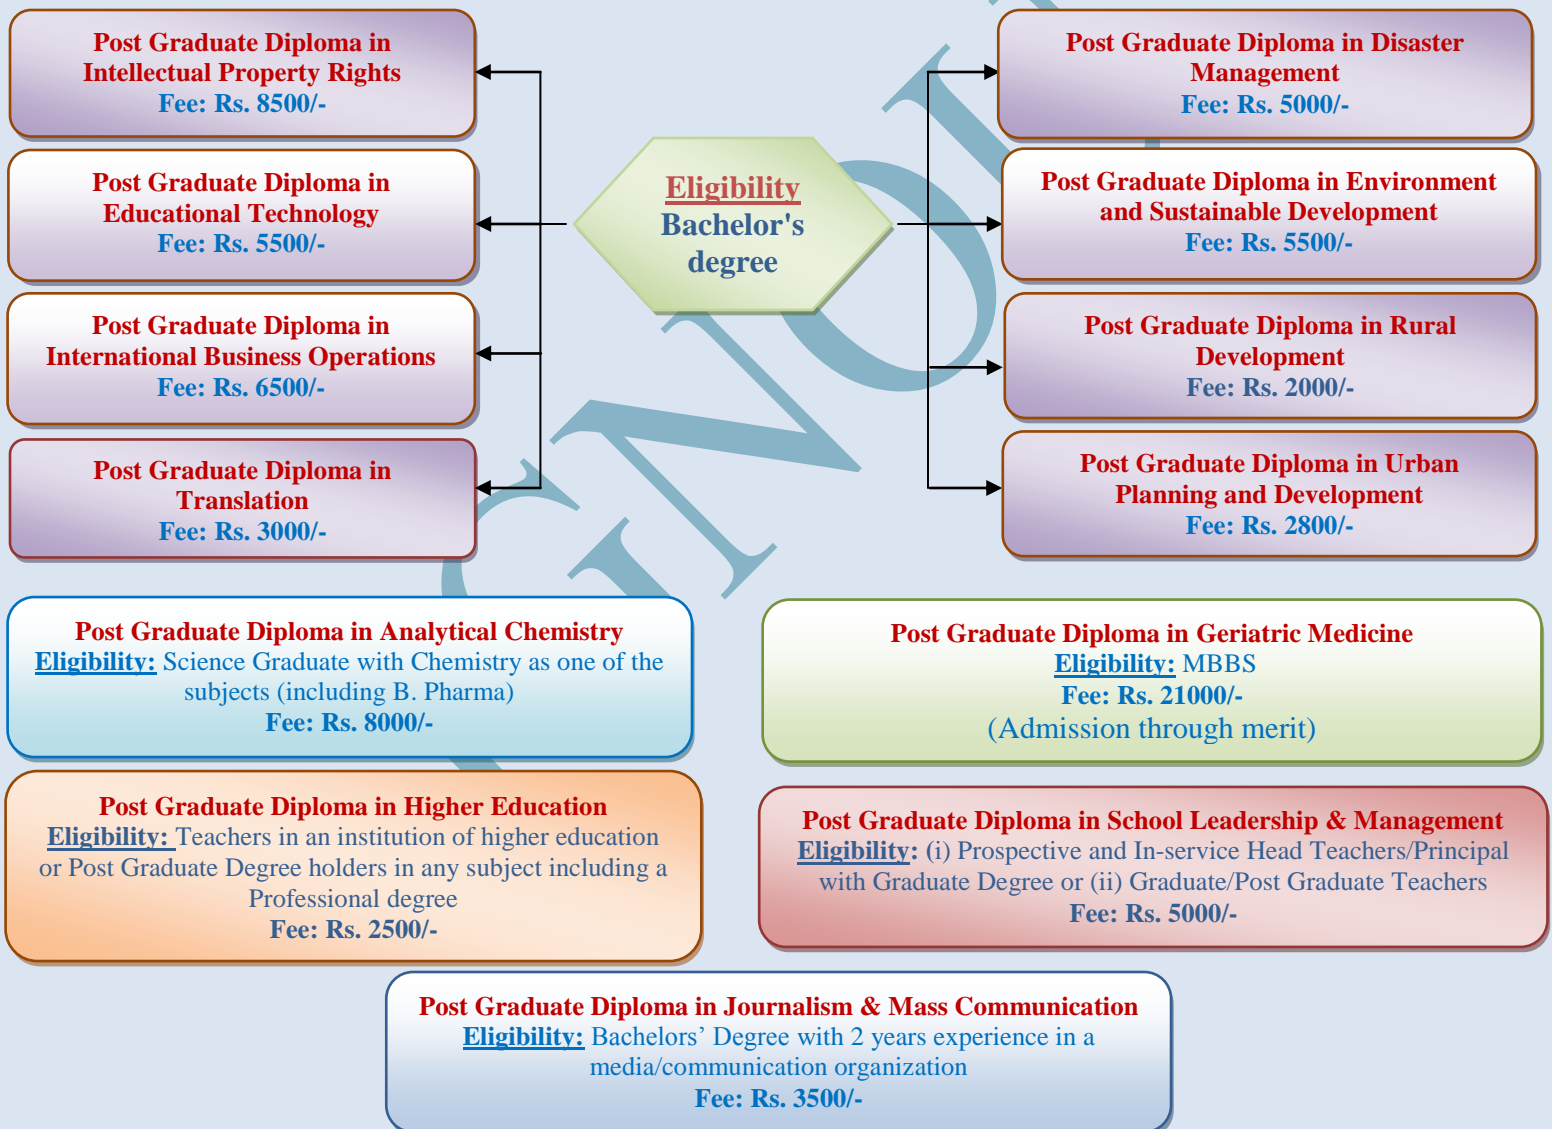 Post Graduate Diploma in
Intellectual Property Rights
Fee: Rs. 8500/-
Post Graduate Diploma in
Educational Technology
Fee: Rs. 5500/-
Post Graduate Diploma in
International Business Operations
Fee: Rs. 6500/-
Post Graduate Diploma in
Translation
Fee: Rs. 3000/-
Eligibility
Bachelor's
degree
Post Graduate Diploma in Disaster
Management
Fee: Rs. 5000/-
Post Graduate Diploma in Environment
and Sustainable Development
Fee: Rs. 5500/-
Post Graduate Diploma in Rural
Development
Fee: Rs. 2000/-
Post Graduate Diploma in Urban
Planning and Development
Fee: Rs. 2800/-
Post Graduate Diploma in Analytical Chemistry
Eligibility: Science Graduate with Chemistry as one of the
subjects (including B. Pharma)
Fee: Rs. 8000/-
Post Graduate Diploma in Geriatric Medicine
Eligibility: MBBS
Fee: Rs. 21000/-
(Admission through merit)
Post Graduate Diploma in Higher Education
Eligibility: Teachers in an institution of higher education
or Post Graduate Degree holders in any subject including a
Professional degree
Fee: Rs. 2500/-
Post Graduate Diploma in School Leadership & Management
Eligibility: (i) Prospective and In-service Head Teachers/Principal
with Graduate Degree or (ii) Graduate/Post Graduate Teachers
Fee: Rs. 5000/-
Post Graduate Diploma in Journalism & Mass Communication
Eligibility: Bachelors’ Degree with 2 years experience in a
media/communication organization
Fee: Rs. 3500/-